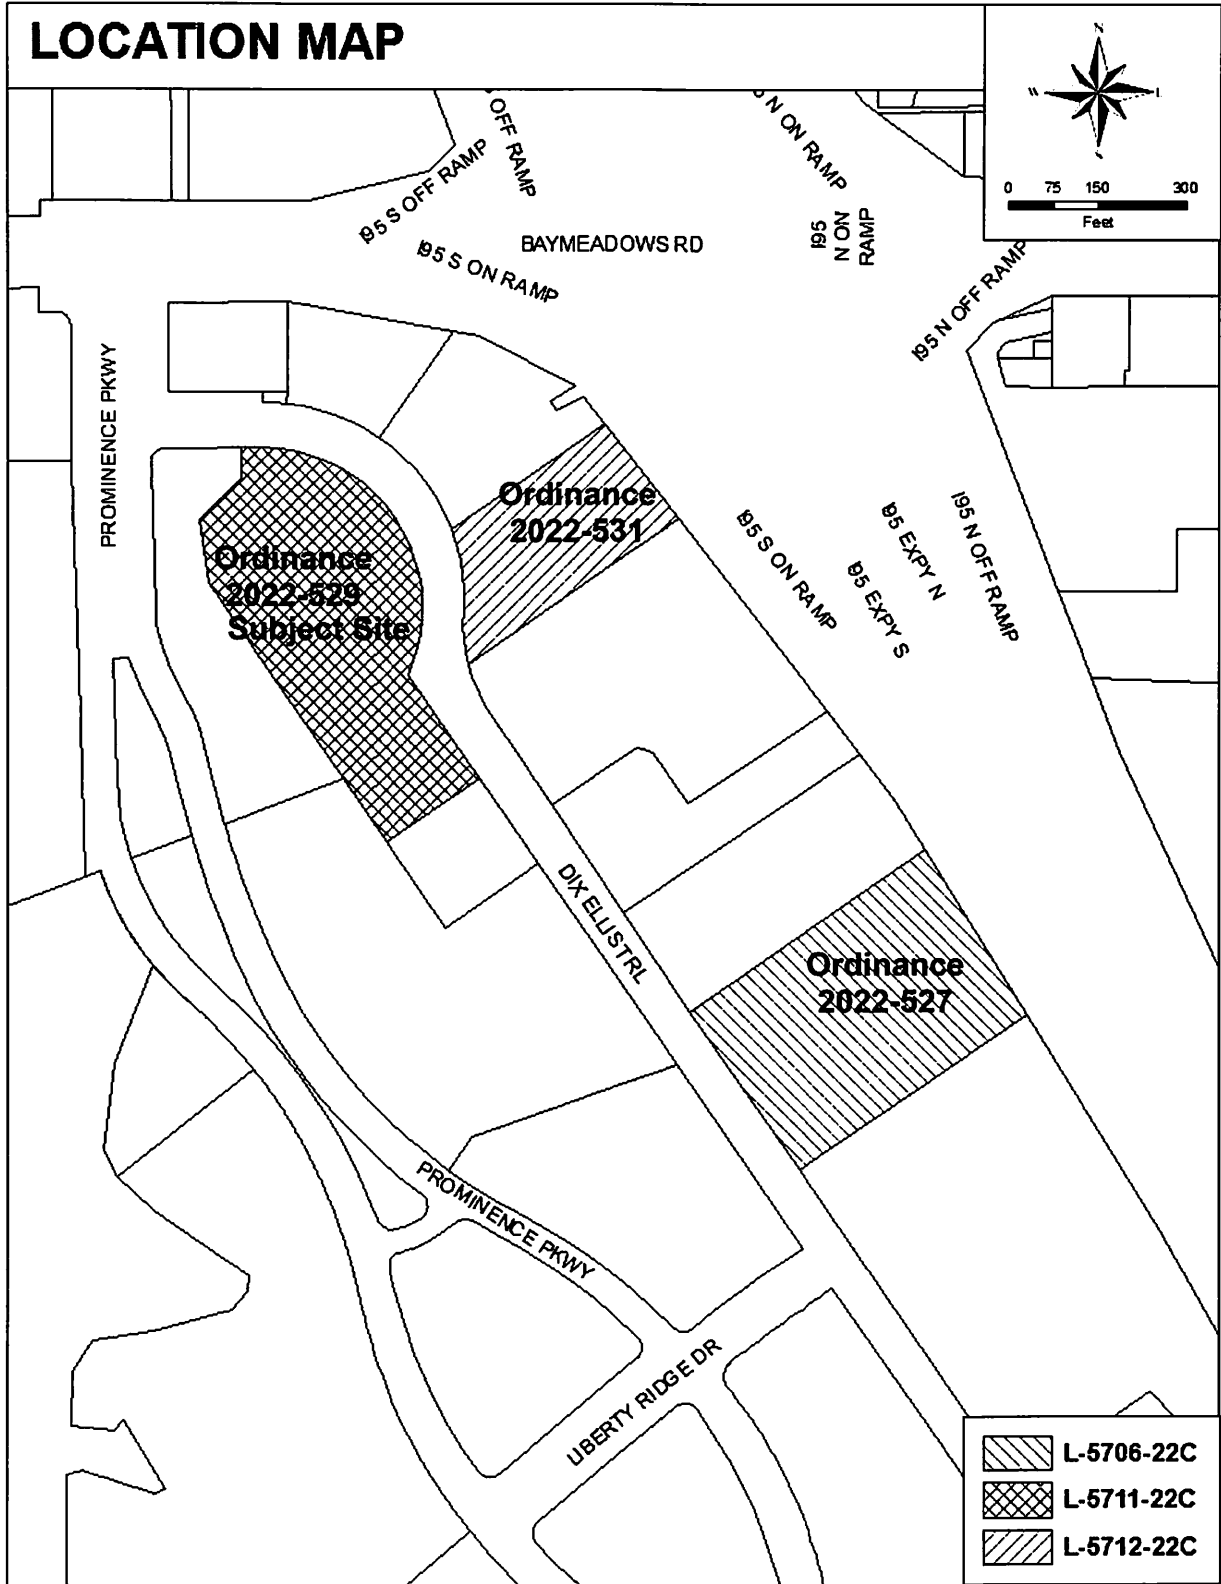 LOCATION MAP
N
W
S
0 75 150 300
Feet
OFF RAMP
I95 S OFF RAMP
N ON RAMP
I95 S ON RAMP
BAYMEADOWS RD
I95
N ON
RAMP
I95 N OFF RAMP
PROMINENCE PKWY
Ordinance
2022-531
Ordinance
2022-529
Subject Site
I95 S ON RAMP
I95 EXPY N
I95 EXPY S
I95 N OFF RAMP
DIX ELLIS TRL
Ordinance
2022-527
PROMINENCE PKWY
LIBERTY RIDGE DR
L-5706-22C
L-5711-22C
L-5712-22C